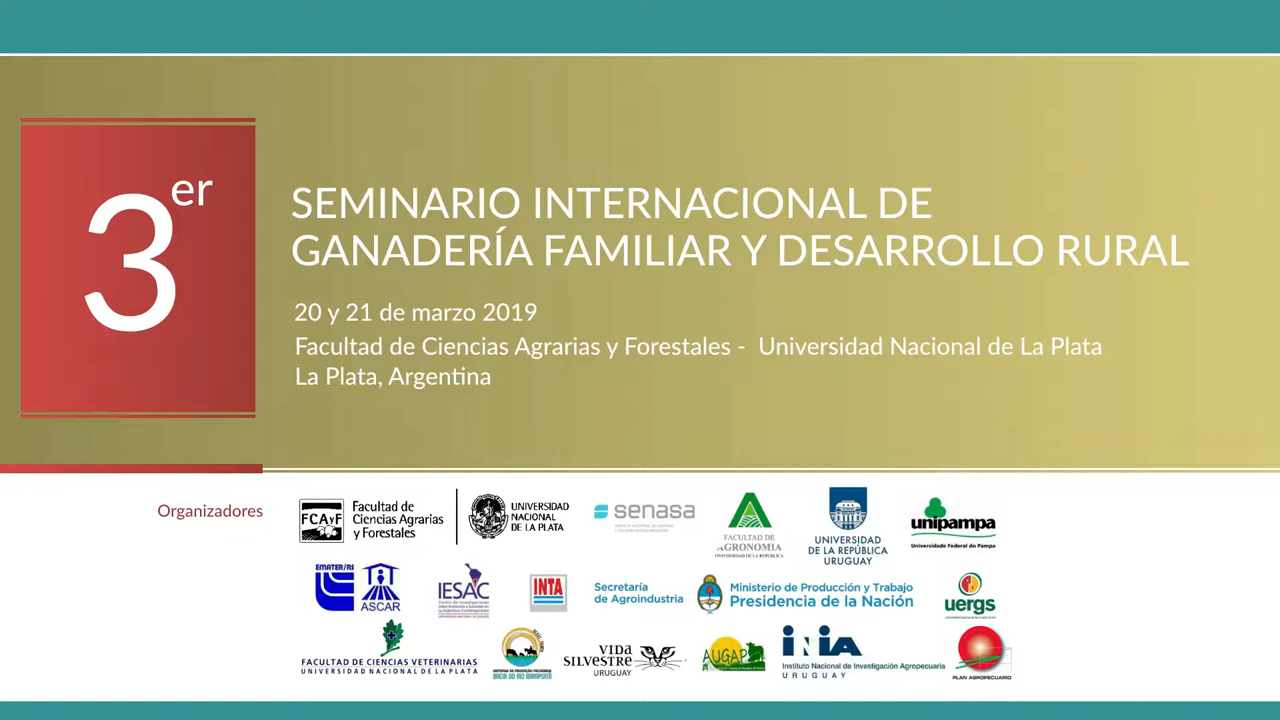 3er
SEMINARIO INTERNACIONAL DE
GANADERÍA FAMILIAR Y DESARROLLO RURAL
20 y 21 de marzo 2019
Facultad de Ciencias Agrarias y Forestales - Universidad Nacional de La Plata
La Plata, Argentina
Organizadores
FCAyF
Facultad de
Ciencias Agrarias
y Forestales
UNIVERSIDAD
NACIONAL
DE LA PLATA
senasa
FACULTAD DE
AGRONOMIA
UNIVERSIDAD DE LA REPUBLICA
UNIVERSIDAD
DE LA REPÚBLICA
URUGUAY
unipampa
Universidade Federal do Pampa
EMATER/RS
ASCAR
IESAC
INTA
Secretaría
de Agroindustria
Ministerio de Producción y Trabajo
Presidencia de la Nación
uergs
FACULTAD DE CIENCIAS VETERINARIAS
UNIVERSIDAD NACIONAL DE LA PLATA
VIDA
SILVESTRE
URUGUAY
AUGAP
INIA
Instituto Nacional de Investigación Agropecuaria
URUGUAY
PLAN AGROPECUARIO